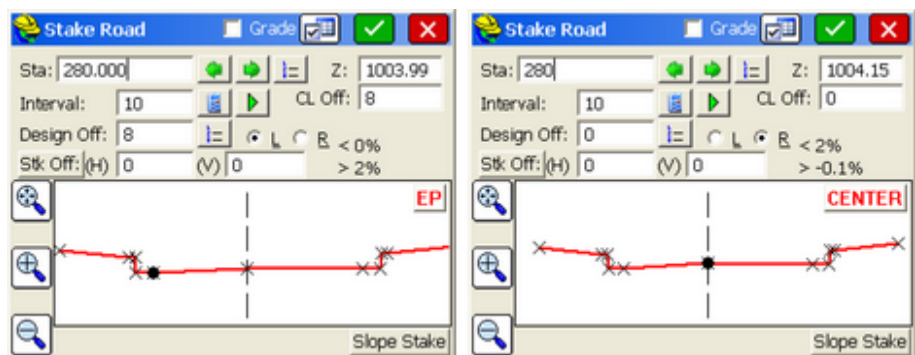 Stake Road Grade
Sta: 280.000 Z: 1003.99
Interval: 10 CL Off: 8
Design Off: 8 L R < 0%
Stk Off: (H) 0 (V) 0 > 2%
EP
Slope Stake
Stake Road Grade
Sta: 280 Z: 1004.15
Interval: 10 CL Off: 0
Design Off: 0 L R < 2%
Stk Off: (H) 0 (V) 0 > -0.1%
CENTER
Slope Stake